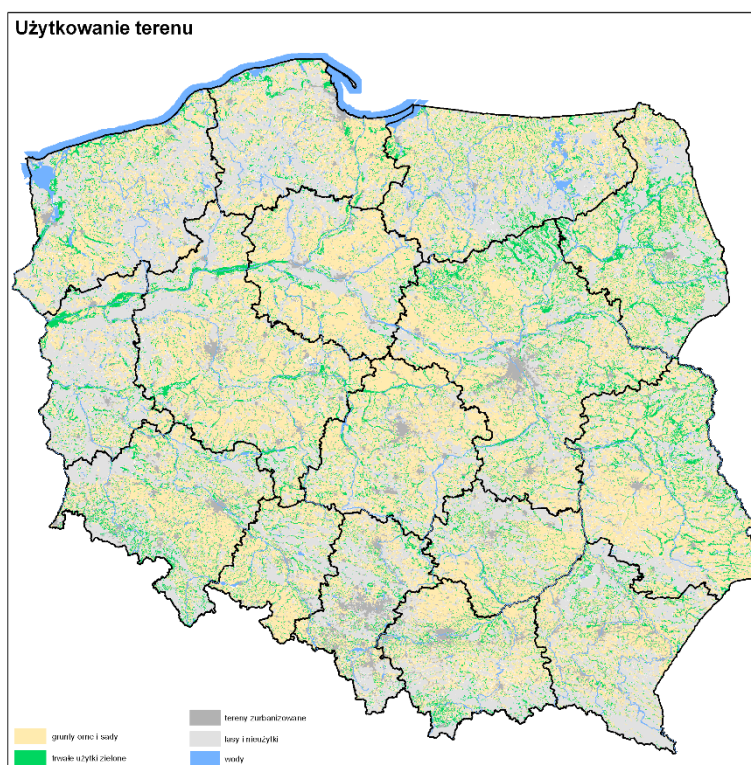 Użytkowanie terenu
tereny zurbanizowane
grunty orne i sady
lasy i nieużytki
trwałe użytki zielone
wody